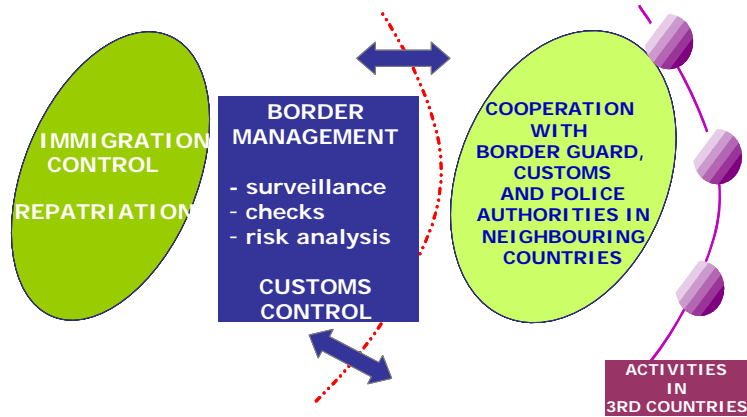 IMMIGRATION
CONTROL
REPATRIATION
BORDER
MANAGEMENT
- surveillance
- checks
- risk analysis
CUSTOMS
CONTROL
COOPERATION
WITH
BORDER GUARD,
CUSTOMS
AND POLICE
AUTHORITIES IN
NEIGHBOURING
COUNTRIES
ACTIVITIES
IN
3RD COUNTRIES